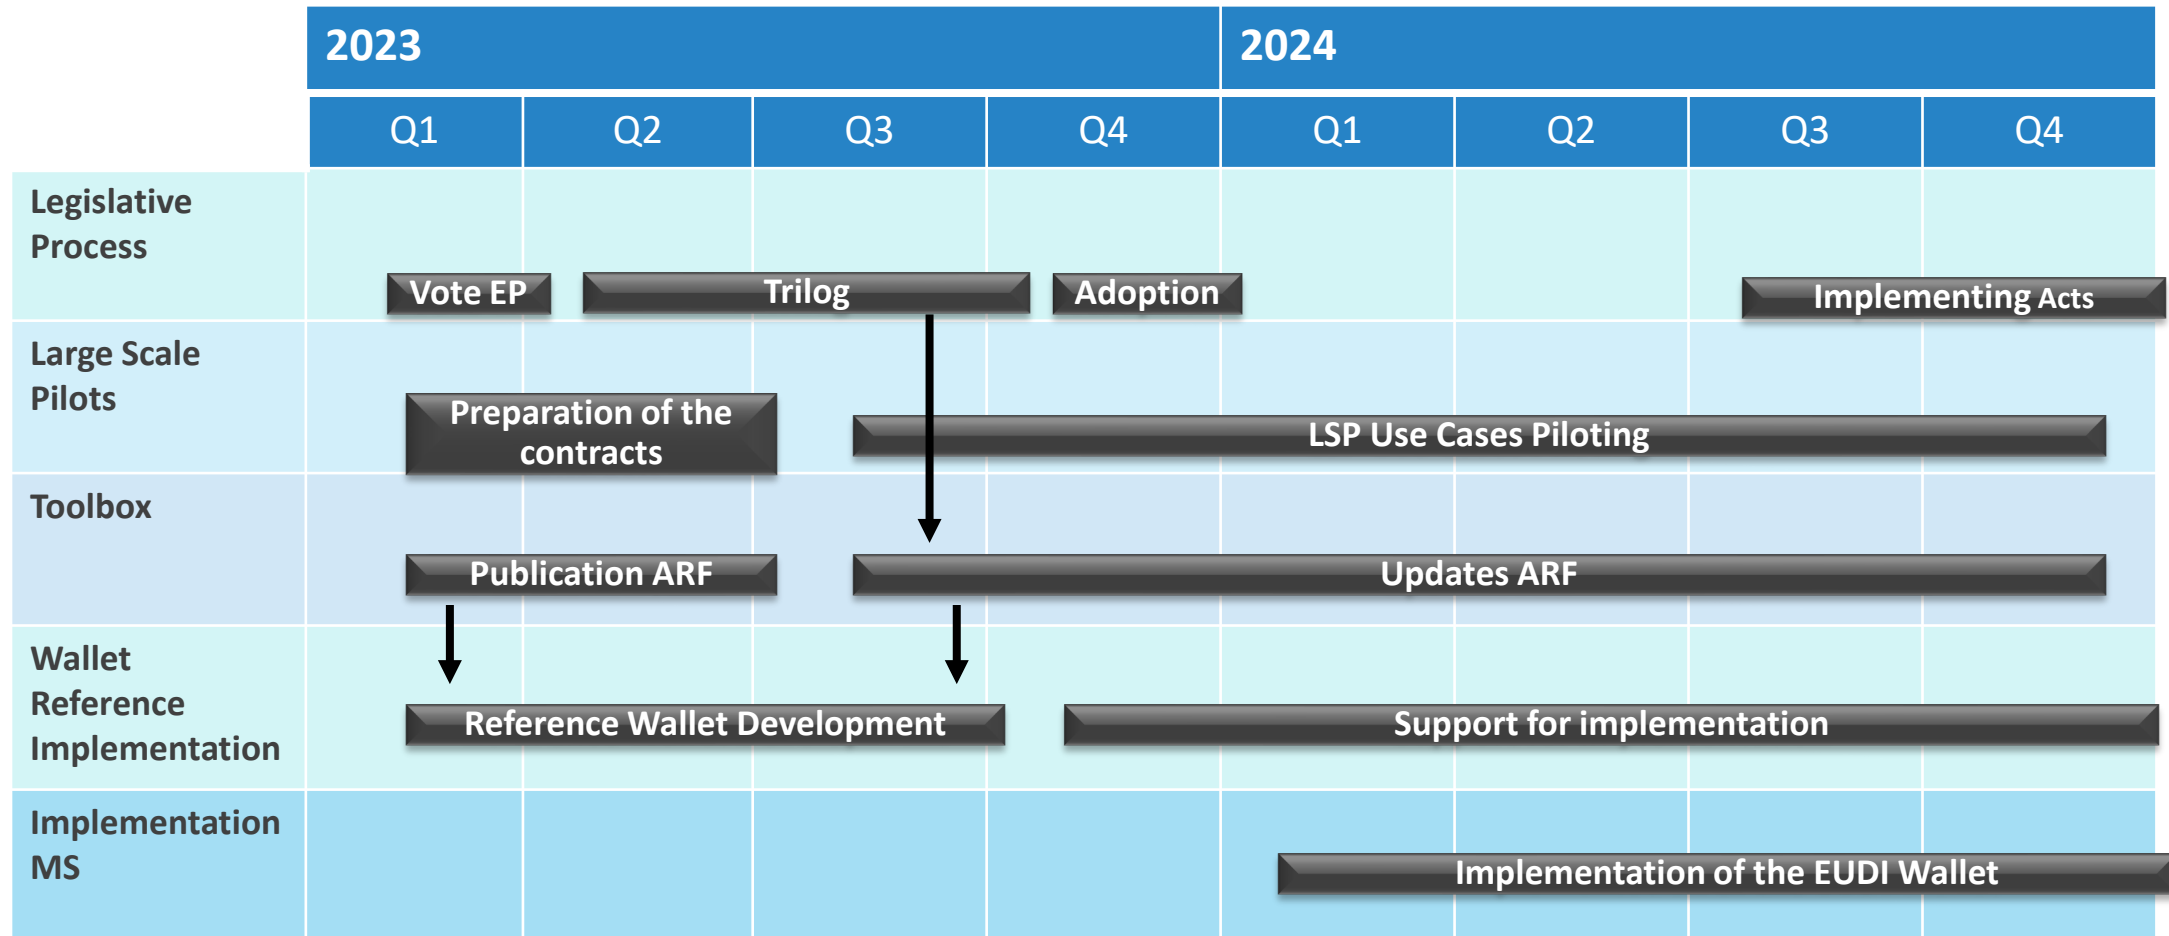 2023
2024
Q1
Q2
Q3
Q4
Q1
Q2
Q3
Q4
Legislative
Process
Vote EP
Trilog
Adoption
Implementing Acts
Large Scale
Pilots
Preparation of the
contracts
LSP Use Cases Piloting
Toolbox
Publication ARF
Updates ARF
Wallet
Reference
Implementation
Reference Wallet Development
Support for implementation
Implementation
MS
Implementation of the EUDI Wallet